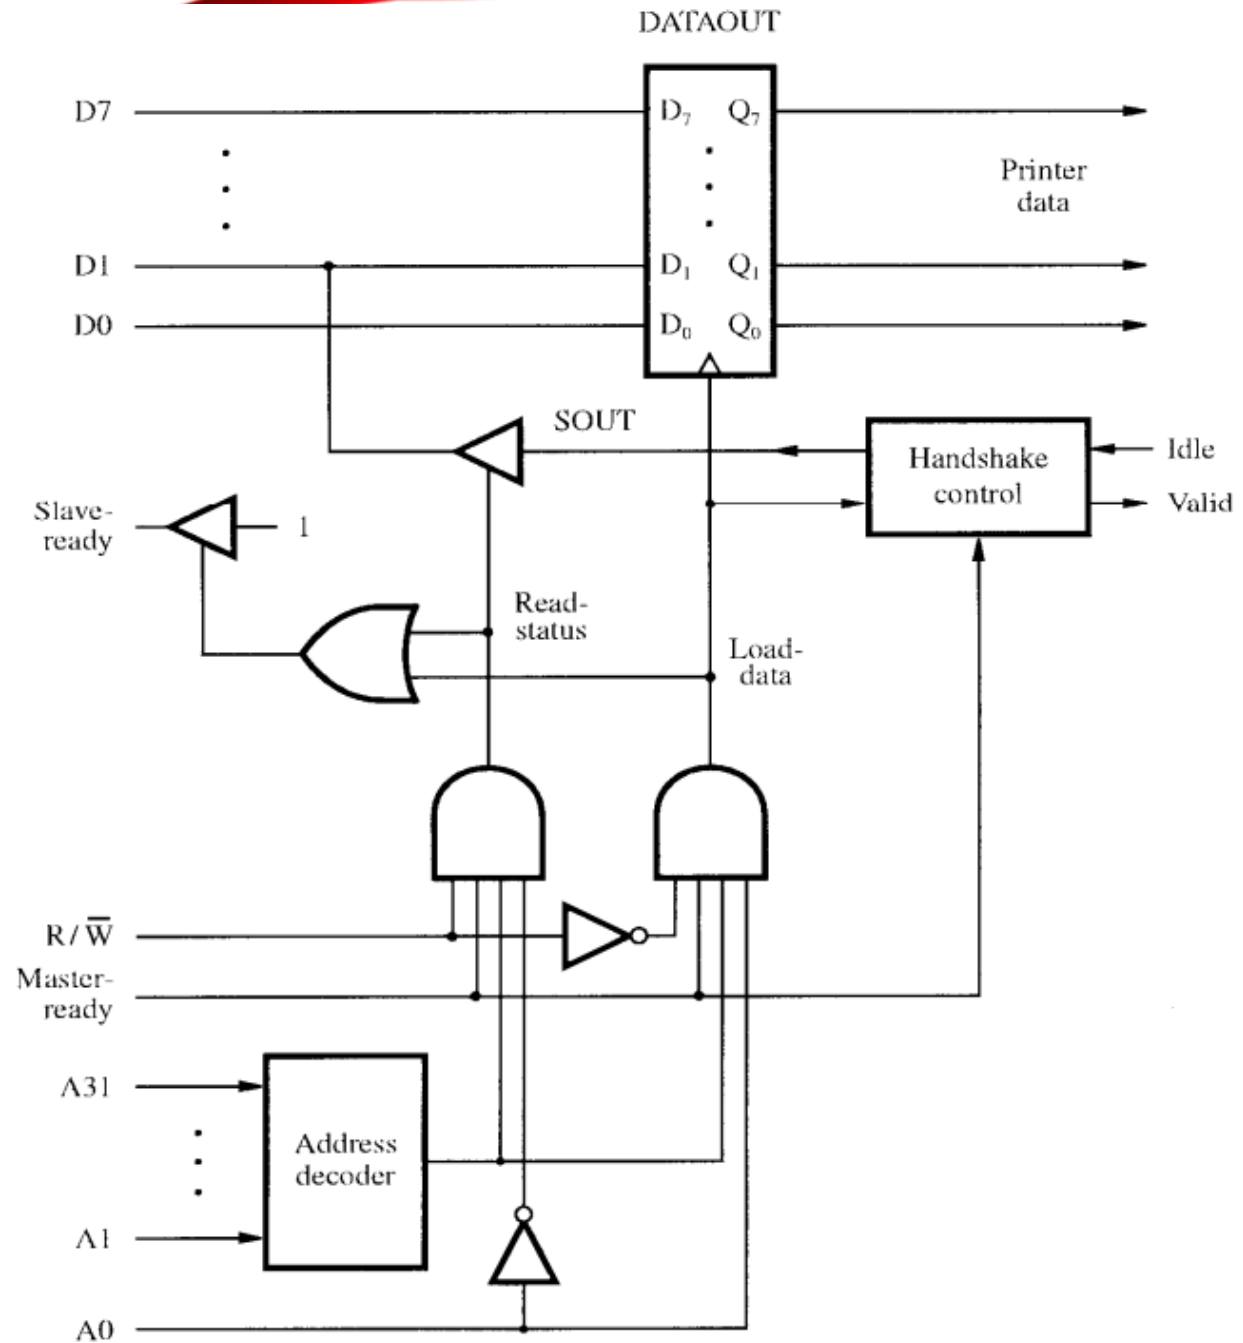 DATAOUT
D7
D₇ Q₇
Printer
data
D1
D₁ Q₁
D0
D₀ Q₀
SOUT
Handshake
control
Idle
Valid
Slave-
ready
1
Read-
status
Load-
data
R/W̅
Master-
ready
A31
Address
decoder
A1
A0